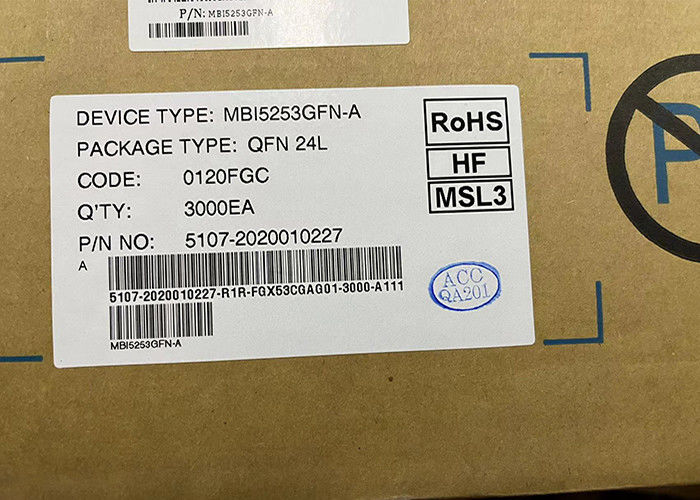 P/N: MBI5253GFN-A
DEVICE TYPE: MBI5253GFN-A
PACKAGE TYPE: QFN 24L
CODE: 0120FGC
Q'TY: 3000EA
P/N NO: 5107-2020010227
A
5107-2020010227-R1R-FGX53CGAG01-3000-A111
MBI5253GFN-A
RoHS
HF
MSL3
ACC
QA201
P